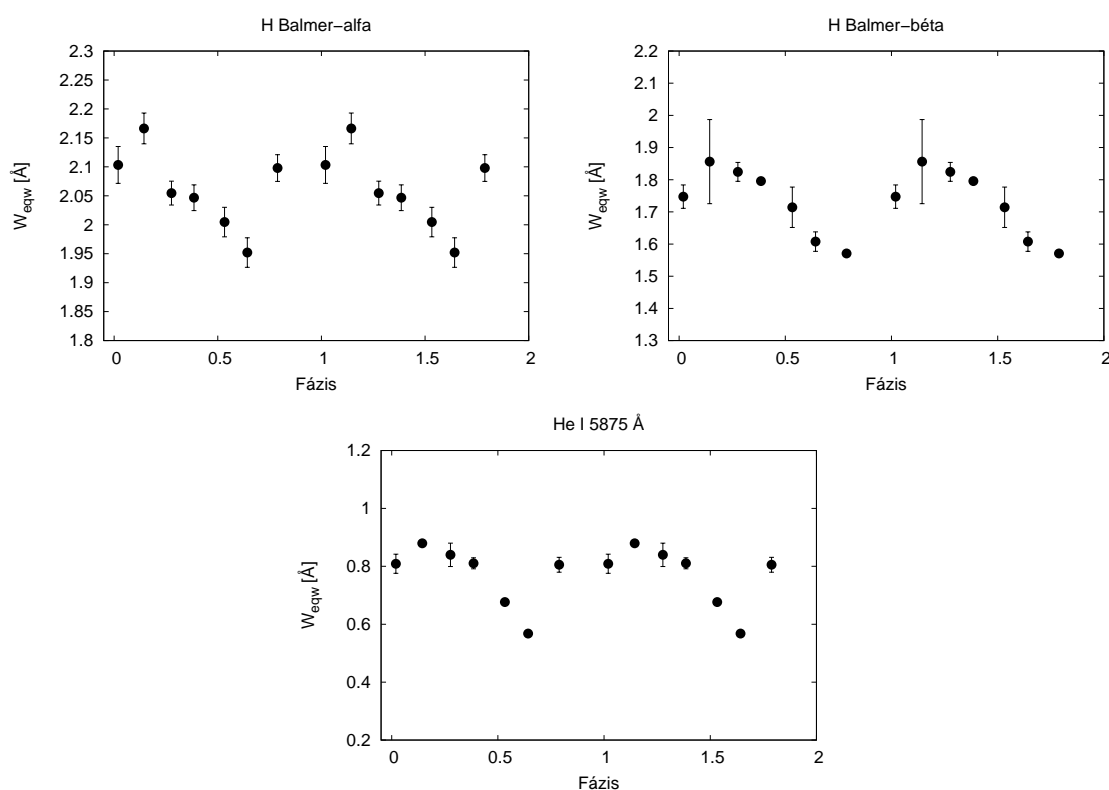 H Balmer−alfa
2.3
2.25
2.2
2.15
2.1
2.05
2
1.95
1.9
1.85
1.8
W_eqw [Å]
0 0.5 1 1.5 2
Fázis
H Balmer−béta
2.2
2.1
2
1.9
1.8
1.7
1.6
1.5
1.4
1.3
W_eqw [Å]
0 0.5 1 1.5 2
Fázis
He I 5875 Å
1.2
1
0.8
0.6
0.4
0.2
W_eqw [Å]
0 0.5 1 1.5 2
Fázis